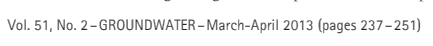 Vol. 51, No. 2–GROUNDWATER–March-April 2013 (pages 237–251)